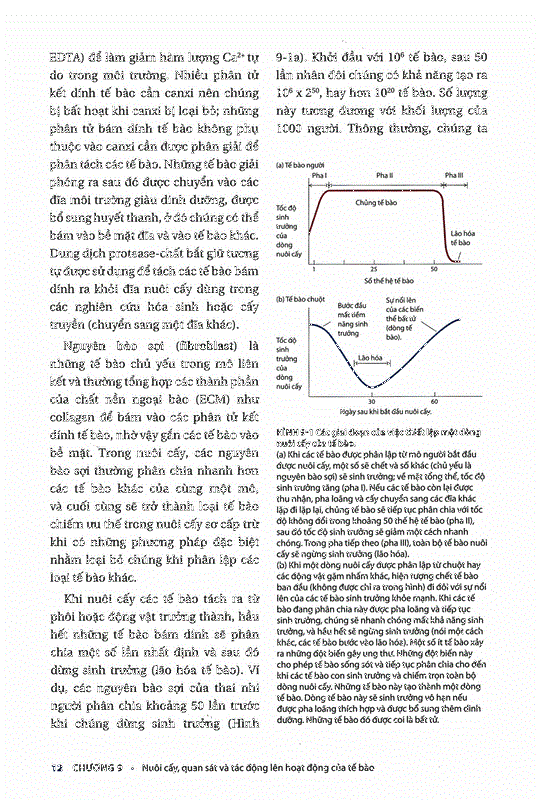 EDTA) để làm giảm hàm lượng Ca²⁺ tự
do trong môi trường. Nhiều phân tử
kết dính tế bào cần canxi nên chúng
bị bất hoạt khi canxi bị loại bỏ; những
phân tử bám dính tế bào không phụ
thuộc vào canxi cần được phân giải để
phân tách các tế bào. Những tế bào giải
phóng ra sau đó được chuyển vào các
đĩa môi trường giàu dinh dưỡng, được
bổ sung huyết thanh, ở đó chúng có thể
bám vào bề mặt đĩa và vào tế bào khác.
Dung dịch protease-chất bắt giữ tương
tự được sử dụng để tách các tế bào bám
dính ra khỏi đĩa nuôi cấy dùng trong
các nghiên cứu hóa sinh hoặc cấy
truyền (chuyển sang một đĩa khác).
Nguyên bào sợi (fibroblast) là
những tế bào chủ yếu trong mô liên
kết và thường tổng hợp các thành phần
của chất nền ngoại bào (ECM) như
collagen để bám vào các phân tử kết
dính tế bào, nhờ vậy gắn các tế bào vào
bề mặt. Trong nuôi cấy, các nguyên
bào sợi thường phân chia nhanh hơn
các tế bào khác của cùng một mô,
và cuối cùng sẽ trở thành loại tế bào
chiếm ưu thế trong nuôi cấy sơ cấp trừ
khi có những phương pháp đặc biệt
nhằm loại bỏ chúng khi phân lập các
loại tế bào khác.
Khi nuôi cấy các tế bào tách ra từ
phôi hoặc động vật trưởng thành, hầu
hết những tế bào bám dính sẽ phân
chia một số lần nhất định và sau đó
dừng sinh trưởng (lão hóa tế bào). Ví
dụ, các nguyên bào sợi của thai nhi
người phân chia khoảng 50 lần trước
khi chúng dừng sinh trưởng (Hình
9-1a). Khởi đầu với 10⁶ tế bào, sau 50
lần nhân đôi chúng có khả năng tạo ra
10⁶ x 2⁵⁰, hay hơn 10²⁰ tế bào. Số lượng
này tương đương với khối lượng của
1000 người. Thông thường, chúng ta
(a) Tế bào người
Pha I Pha II Pha III
Tốc độ
sinh
trưởng
của
dòng
nuôi cấy
Chủng tế bào
Lão hóa
tế bào
1 25 50
Số thế hệ tế bào
(b) Tế bào chuột
Bước đầu
mất tiềm
năng sinh
trưởng
Sự nổi lên
của các biến
thể bất tử
(dòng tế
bào).
Tốc độ
sinh
trưởng
của
dòng
nuôi cấy
Lão hóa
30 60
Ngày sau khi bắt đầu nuôi cấy.
HÌNH 9-1 Các giai đoạn của việc thiết lập một dòng
nuôi cấy của tế bào.
(a) Khi các tế bào được phân lập từ mô người bắt đầu
được nuôi cấy, một số sẽ chết và số khác (chủ yếu là
nguyên bào sợi) sẽ sinh trưởng; về mặt tổng thể, tốc độ
sinh trưởng tăng (pha I). Nếu các tế bào còn lại được
thu nhận, pha loãng và cấy chuyển sang các đĩa khác
lặp đi lặp lại, chủng tế bào sẽ tiếp tục phân chia với tốc
độ không đổi trong khoảng 50 thế hệ tế bào (pha II),
sau đó tốc độ sinh trưởng sẽ giảm một cách nhanh
chóng. Trong pha tiếp theo (pha III), toàn bộ tế bào nuôi
cấy sẽ ngừng sinh trưởng (lão hóa).
(b) Khi một dòng nuôi cấy được phân lập từ chuột hay
các động vật gặm nhấm khác, hiện tượng chết tế bào
ban đầu (không được chỉ ra trong hình) đi đôi với sự nổi
lên của các tế bào sinh trưởng khỏe mạnh. Khi các tế
bào đang phân chia này được pha loãng và tiếp tục
sinh trưởng, chúng sẽ nhanh chóng mất khả năng sinh
trưởng, và hầu hết sẽ ngừng sinh trưởng (nói một cách
khác, các tế bào bước vào lão hóa). Một số ít tế bào xảy
ra những đột biến gây ung thư. Những đột biến này
cho phép tế bào sống sót và tiếp tục phân chia cho đến
khi các tế bào con sinh trưởng và chiếm trọn toàn bộ
dòng nuôi cấy. Những tế bào này tạo thành một dòng
tế bào. Dòng tế bào này sẽ sinh trưởng vô hạn nếu
được pha loãng thích hợp và được bổ sung thêm dinh
dưỡng. Những tế bào đó được coi là bất tử.
12 CHƯƠNG 9 • Nuôi cấy, quan sát và tác động lên hoạt động của tế bào